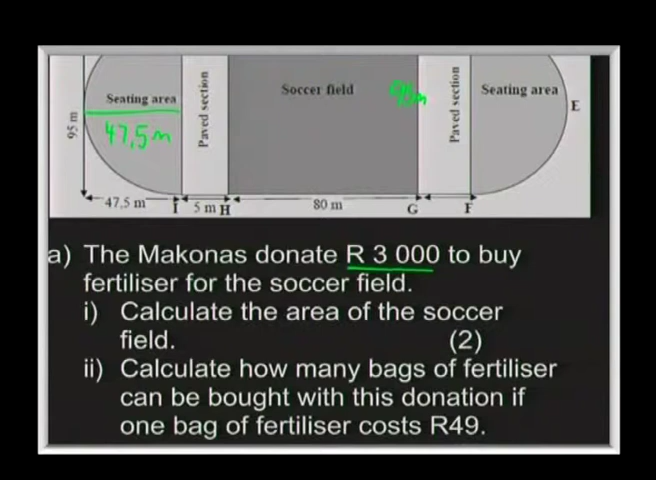 Seating area
Paved section
Soccer field
95m
Paved section
Seating area
E
95 m
47,5 m
47,5 m
I
5 m
H
80 m
G
F
a) The Makonas donate R 3 000 to buy
fertiliser for the soccer field.
i) Calculate the area of the soccer
field. (2)
ii) Calculate how many bags of fertiliser
can be bought with this donation if
one bag of fertiliser costs R49.